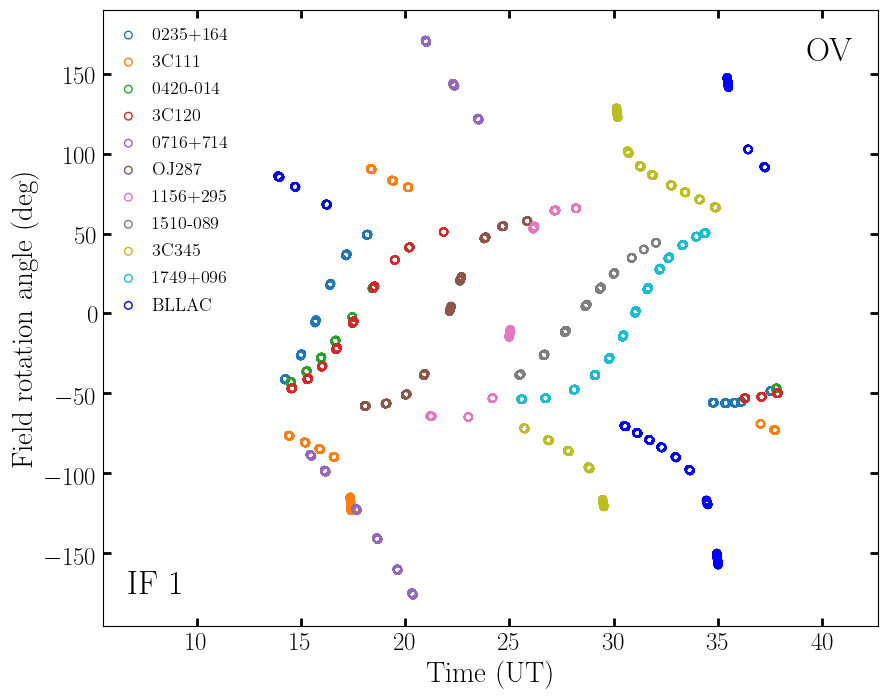 OV
0235+164
3C111
0420-014
3C120
0716+714
OJ287
1156+295
1510-089
3C345
1749+096
BLLAC
IF 1
Field rotation angle (deg)
150
100
50
0
−50
−100
−150
10 15 20 25 30 35 40
Time (UT)